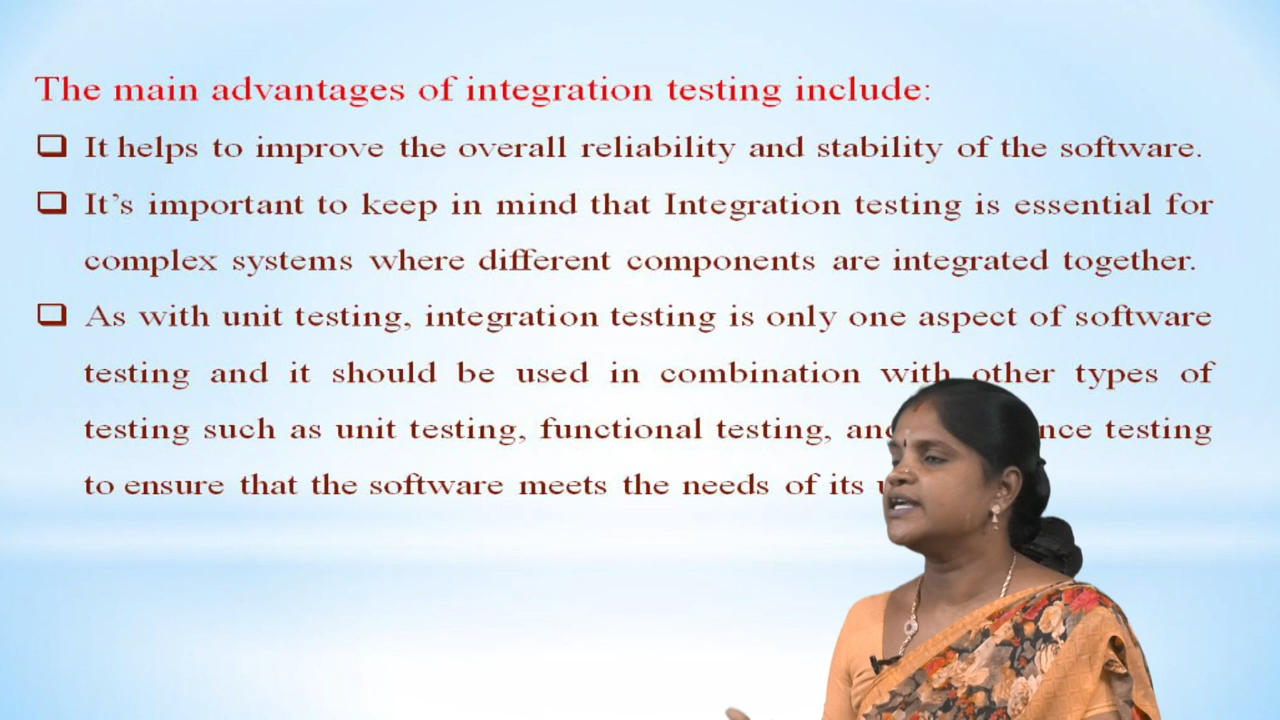 The main advantages of integration testing include:
It helps to improve the overall reliability and stability of the software.
It's important to keep in mind that Integration testing is essential for
complex systems where different components are integrated together.
As with unit testing, integration testing is only one aspect of software
testing and it should be used in combination with other types of
testing such as unit testing, functional testing, testing
to ensure that the software meets the needs of its